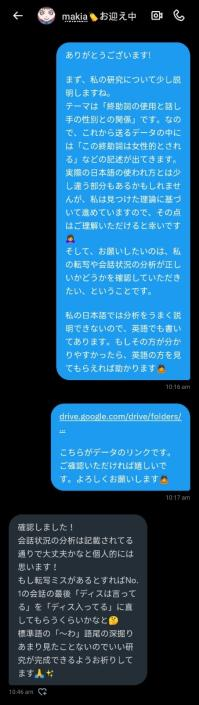 makia🍤お迎え中
ありがとうございます!
まず、私の研究について少し説
明しますね。
テーマは「終助詞の使用と話し
手の性別との関係」です。なの
で、これから送るデータの中に
は「この終助詞は女性的とされ
る」などの記述が出てきます。
実際の日本語の使われ方とは少
し違う部分もあるかもしれませ
んが、私は見つけた理論に基づ
いて進めていますので、その点
はご理解いただけると幸いです
🙇‍♀️
そして、お願いしたいのは、私
の転写や会話状況の分析が正し
いかどうかを確認していただき
たい、ということです。
私の日本語では分析をうまく説
明できないので、英語でも書い
てあります。もしその方が分か
りやすかったら、英語の方を見
てもらえれば助かります🙇
10:16 am
drive.google.com/drive/folders/
...
こちらがデータのリンクです。
ご確認いただければ嬉しいで
す。よろしくお願いします🙇
10:17 am
確認しました！
会話状況の分析は記載されてる
通りで大丈夫かなと個人的には
思います！
もし転写ミスがあるとすればNo.
1の会話の最後「ディスは言って
る」を「ディス入ってる」に直
してもらうくらいかなと🤔
標準語の「〜わ」語尾の深掘り
あまり見たことないのでいい研
究が完成できるようお祈りして
ます🙏✨
10:46 am